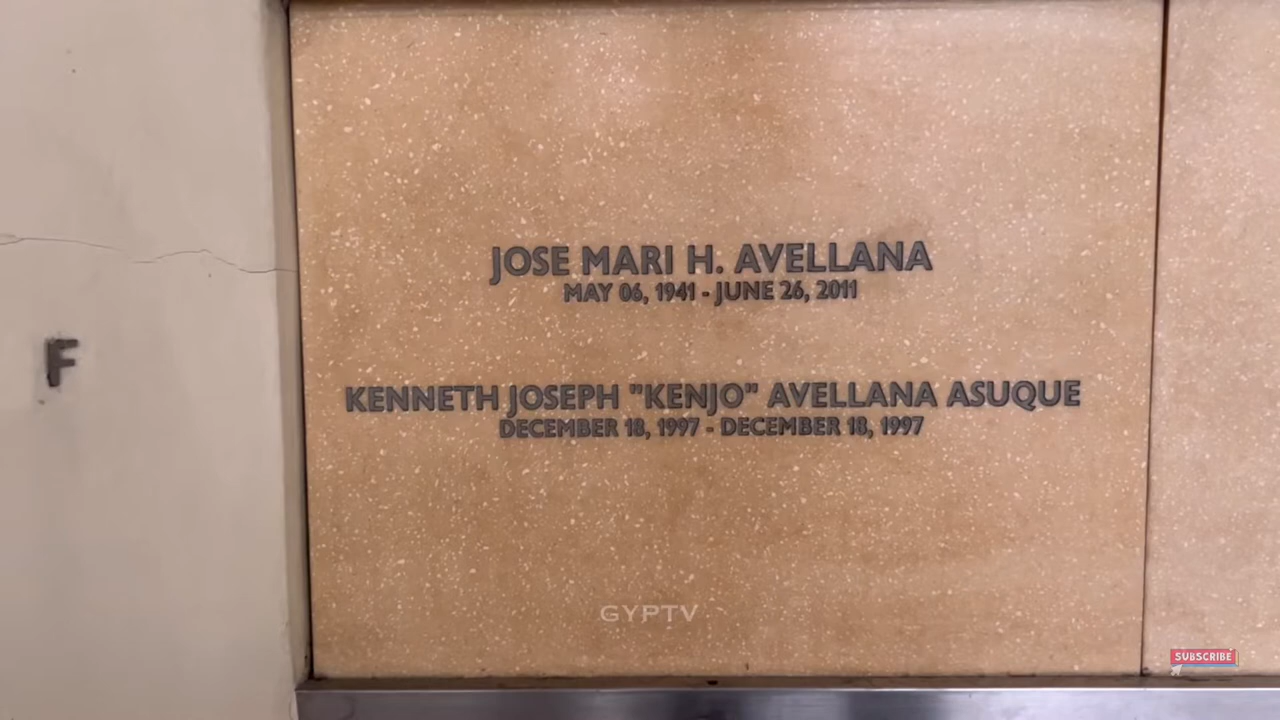 JOSE MARI H. AVELLANA
MAY 06, 1941 - JUNE 26, 2011
F
KENNETH JOSEPH "KENJO" AVELLANA ASUQUE
DECEMBER 18, 1997 - DECEMBER 18, 1997
GYPTV
SUBSCRIBE